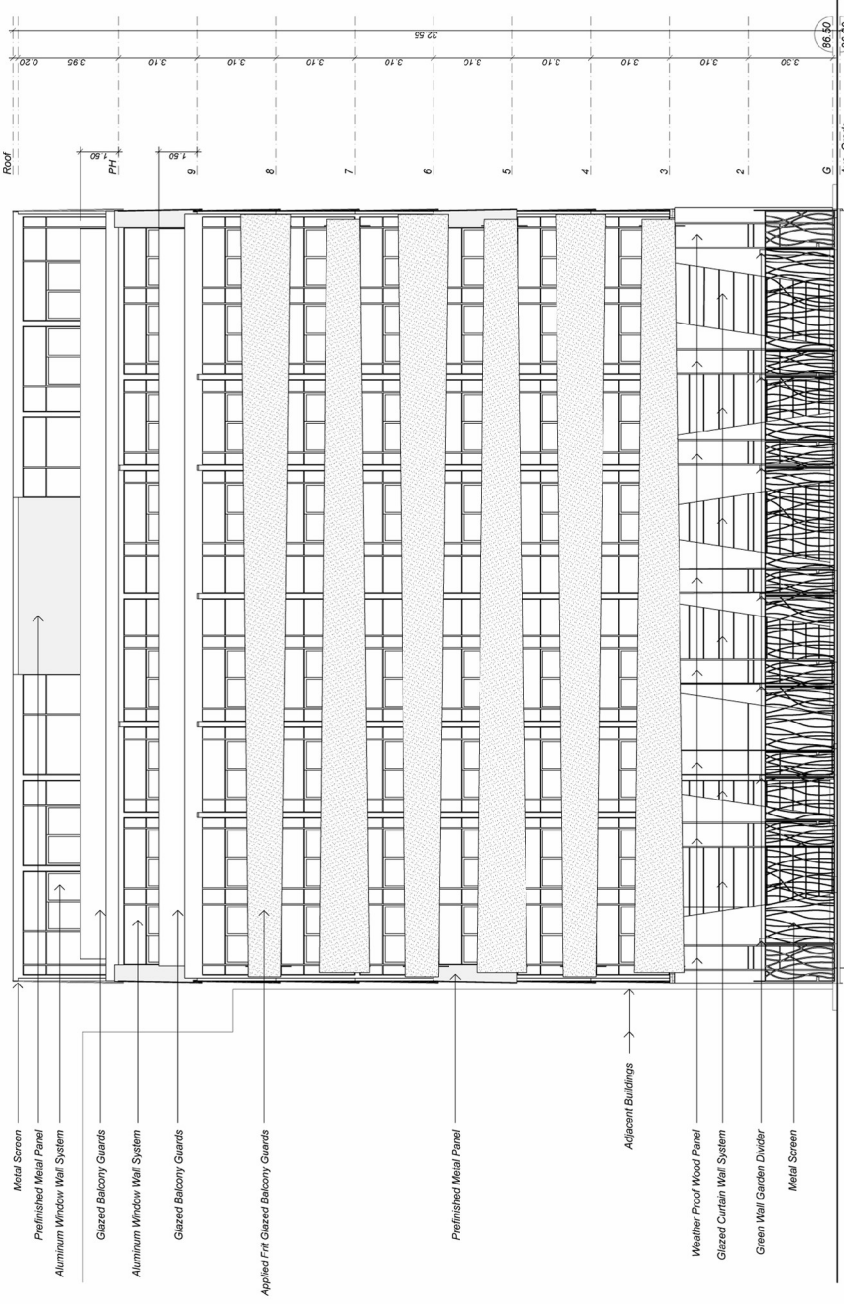 Roof
PH
9
8
7
6
5
4
3
2
G
0.20
3.95
3.10
3.10
3.10
3.10
3.10
3.10
3.10
3.10
3.30
32.55
1.50
1.50
86.50
Metal Screen
Prefinished Metal Panel
Aluminum Window Wall System
Glazed Balcony Guards
Aluminum Window Wall System
Glazed Balcony Guards
Applied Frit Glazed Balcony Guards
Prefinished Metal Panel
Adjacent Buildings
Weather Proof Wood Panel
Glazed Curtain Wall System
Green Wall Garden Divider
Metal Screen